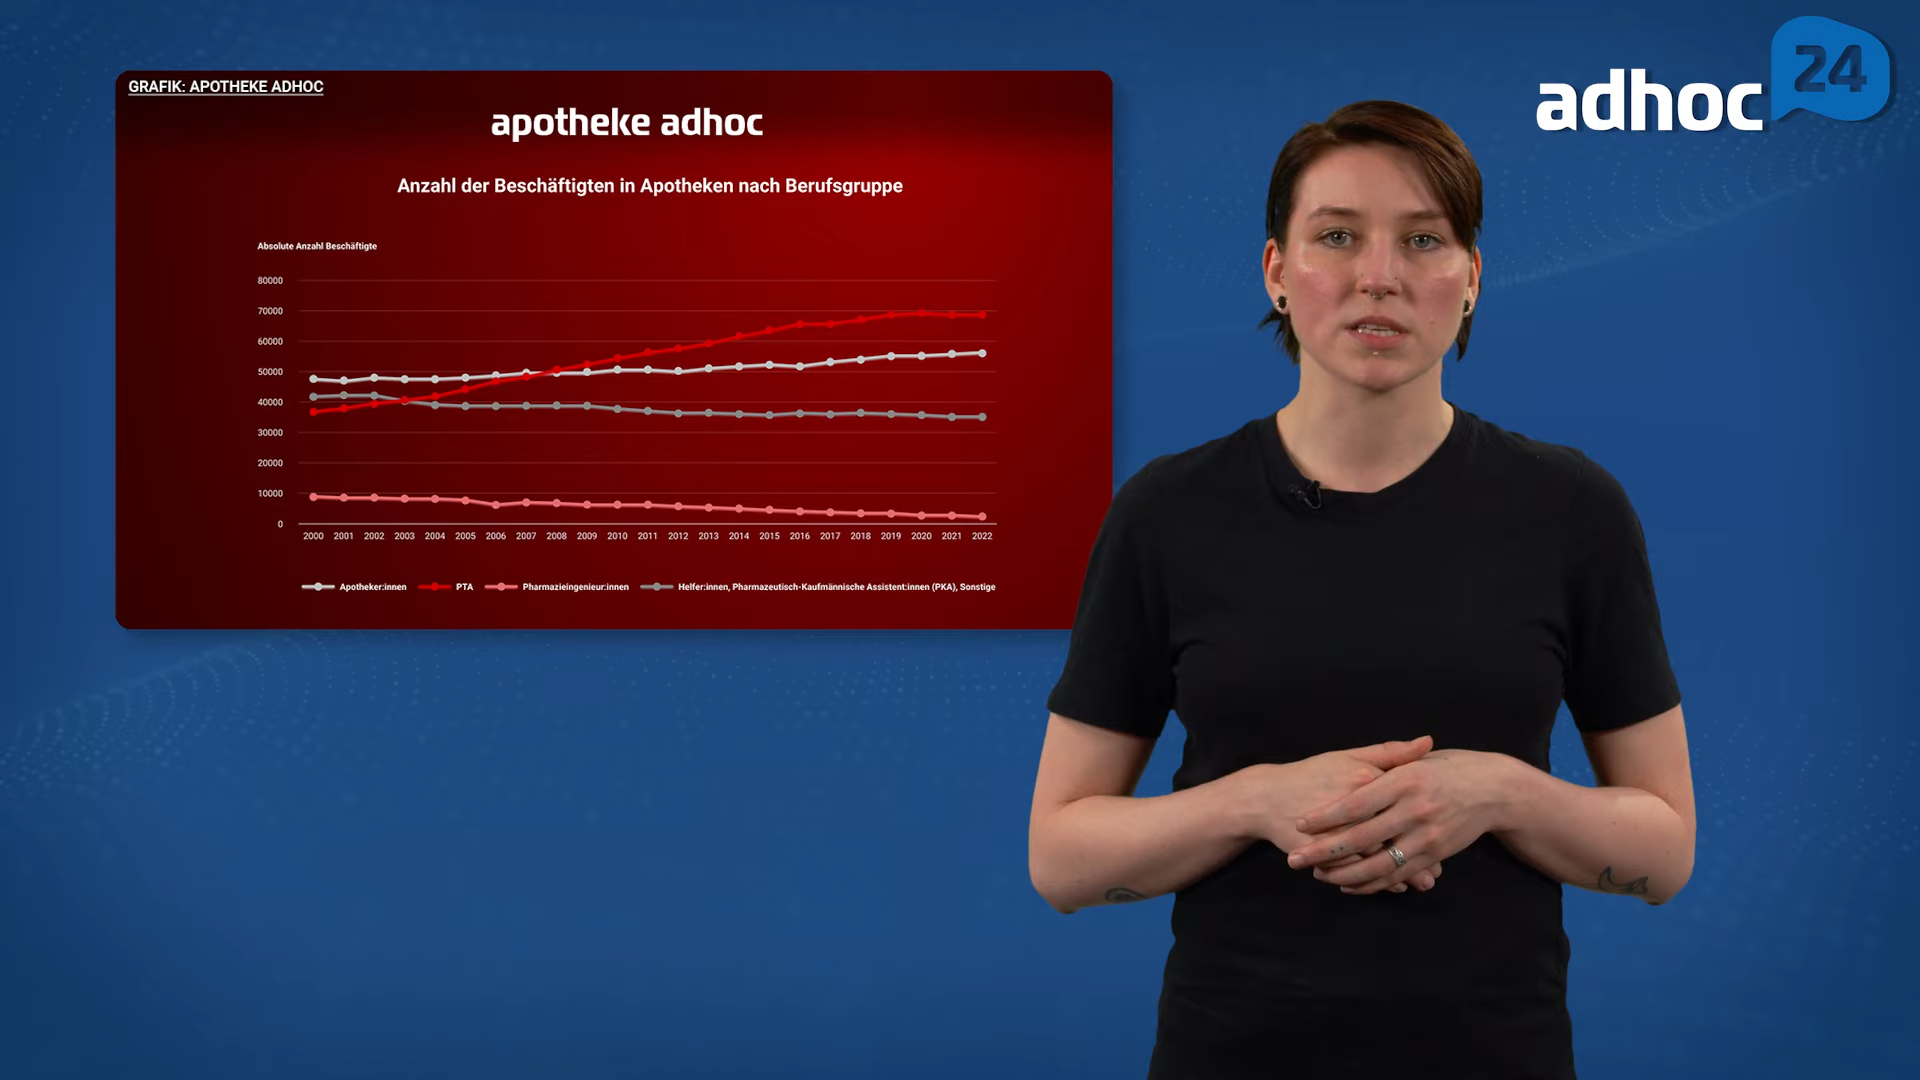 GRAFIK: APOTHEKE ADHOC
apotheke adhoc
adhoc 24
Anzahl der Beschäftigten in Apotheken nach Berufsgruppe
Absolute Anzahl Beschäftigte
80000
70000
60000
50000
40000
30000
20000
10000
0
2000 2001 2002 2003 2004 2005 2006 2007 2008 2009 2010 2011 2012 2013 2014 2015 2016 2017 2018 2019 2020 2021 2022
Apotheker:innen PTA Pharmazieingenieur:innen Helfer:innen, Pharmazeutisch-Kaufmännische Assistent:innen (PKA), Sonstige